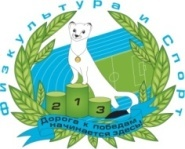 Физкультура и Спорт
2 1 3
Дорога к победам
начинается здесь!